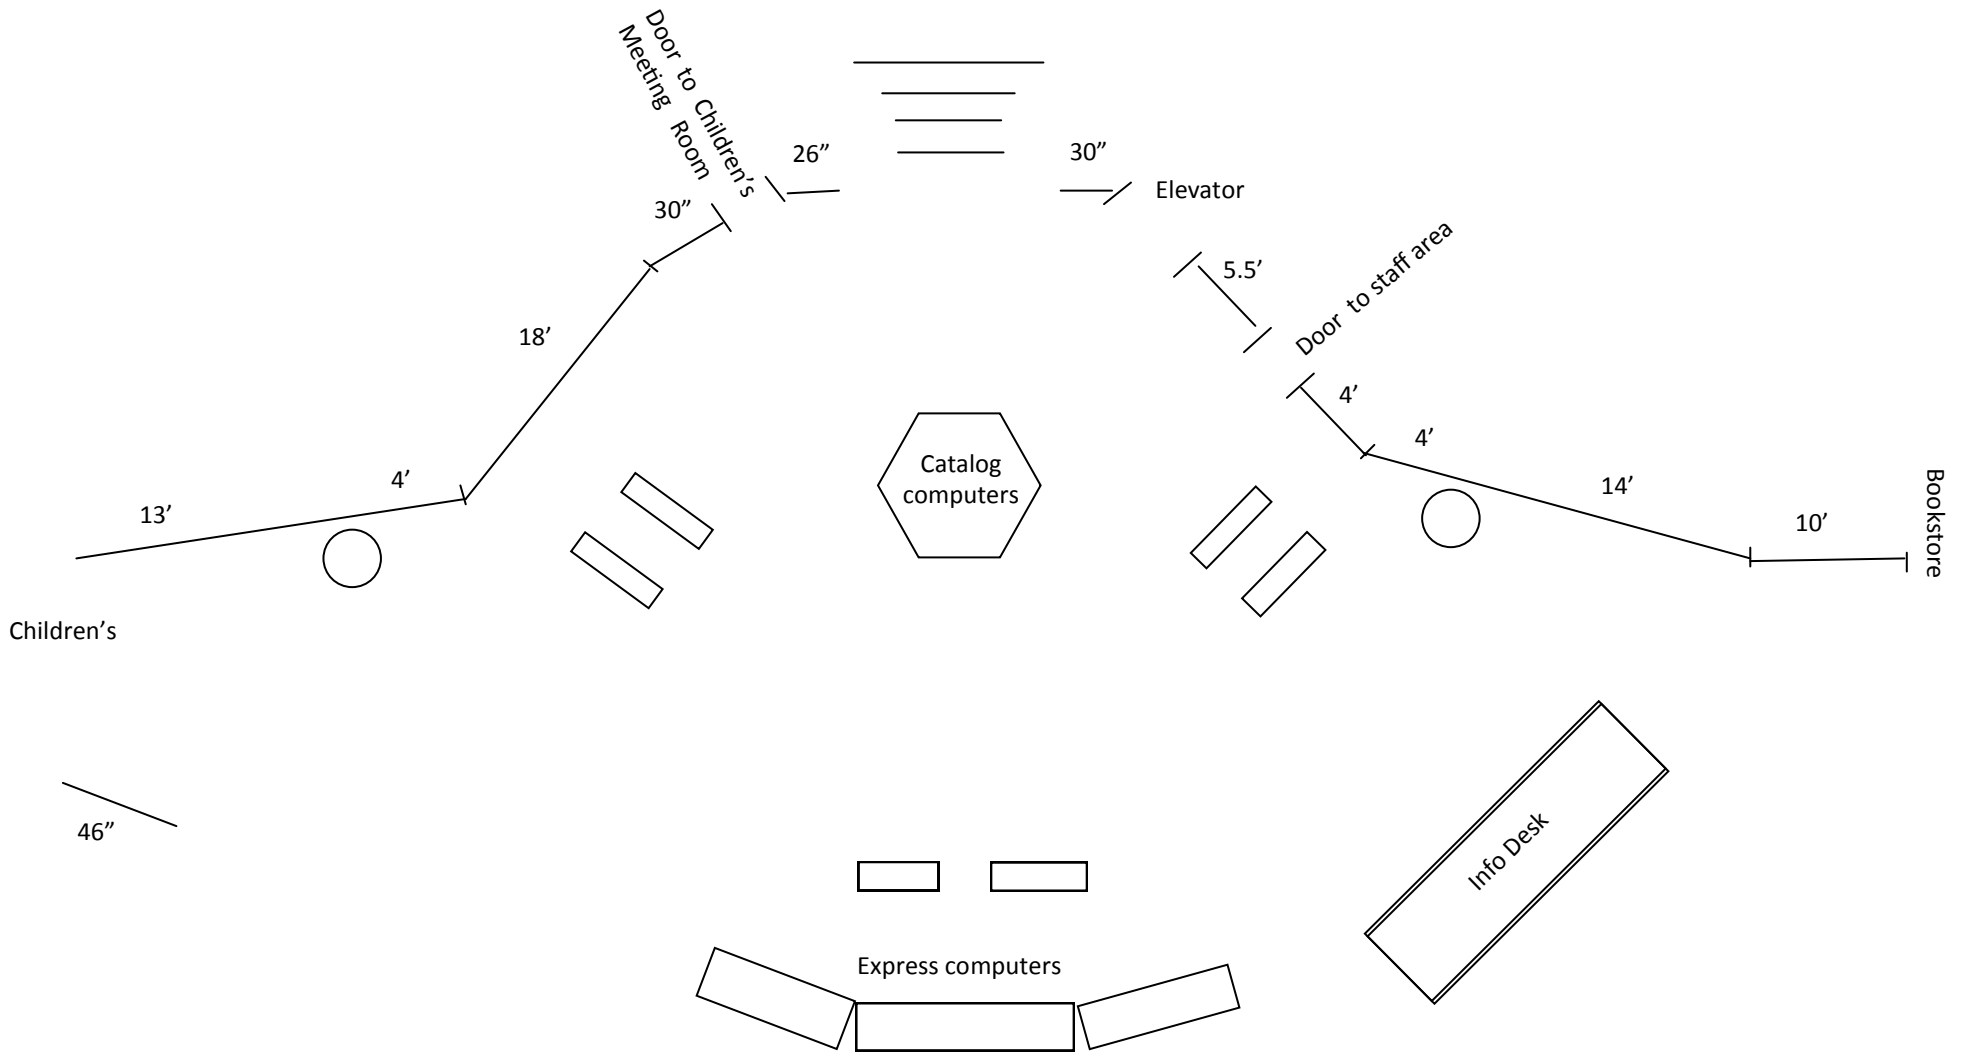 Door to Children’s
Meeting Room
26”
30”
30”
Elevator
5.5’
Door to staff area
18’
4’
4’
4’
13’
14’
10’
Bookstore
Catalog
computers
Children’s
46”
Info Desk
Express computers